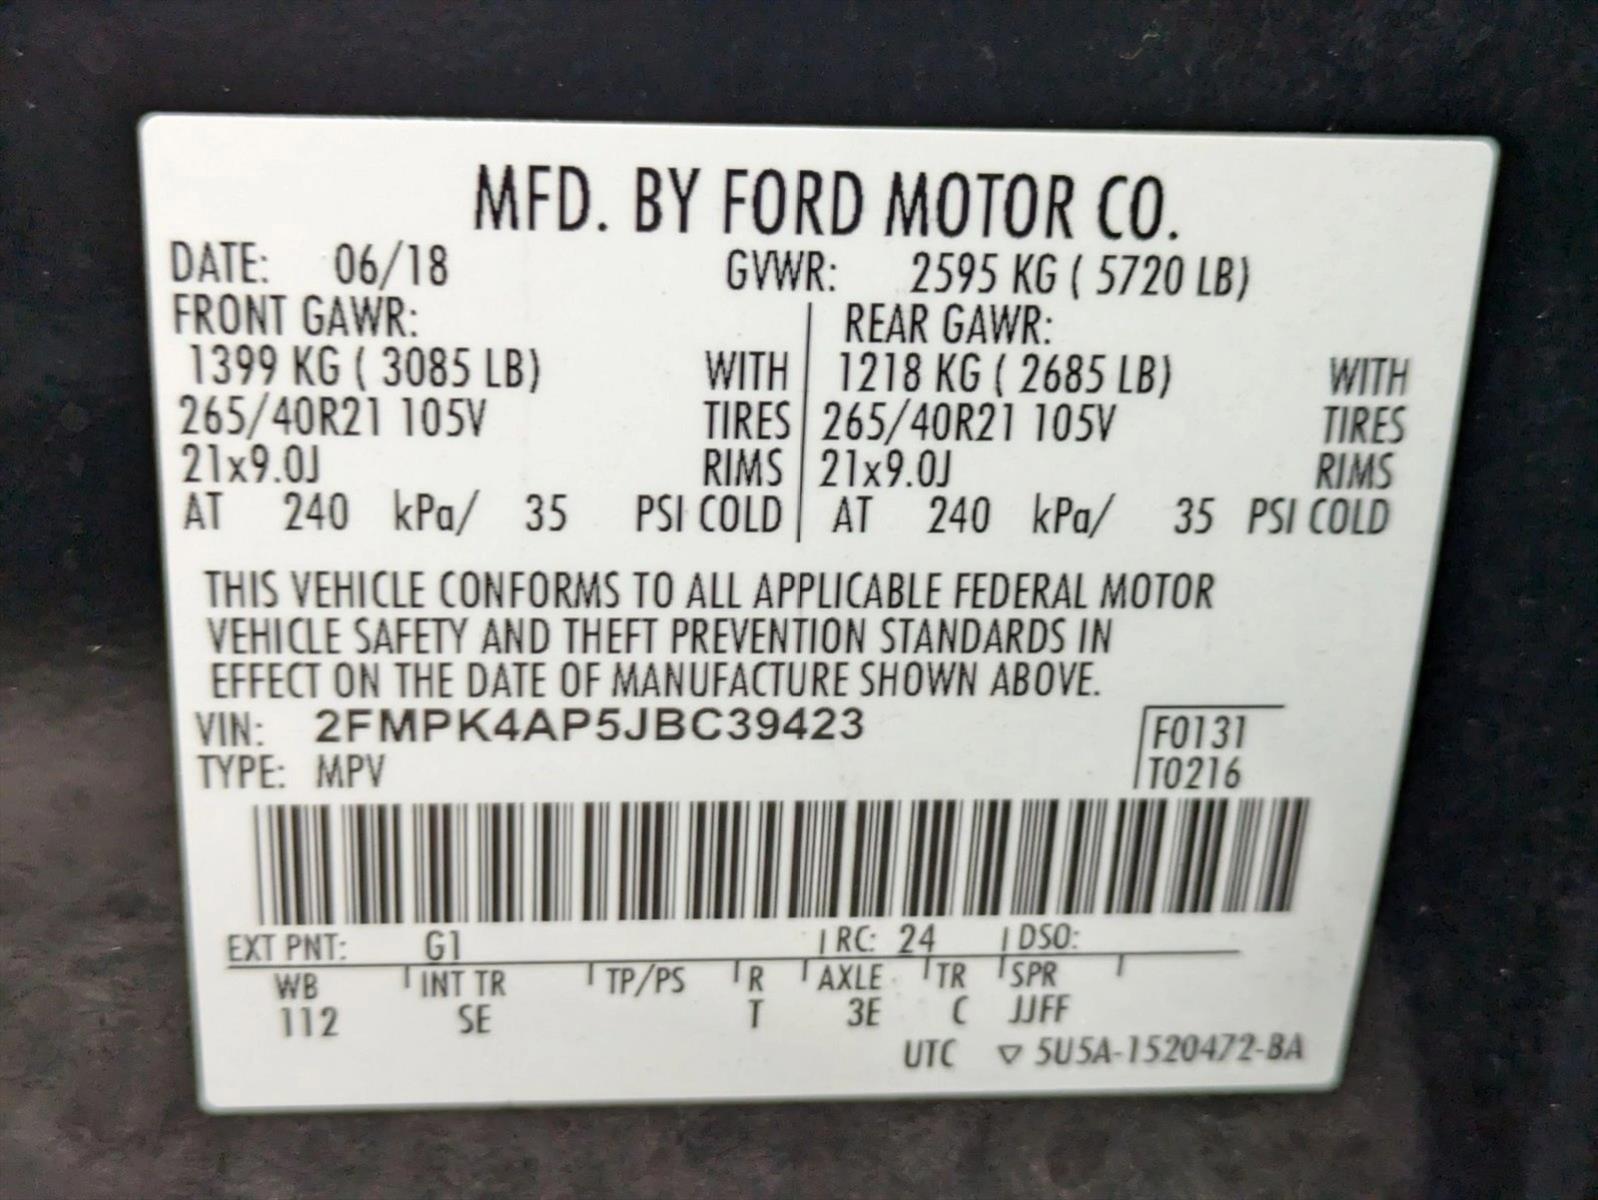 MFD. BY FORD MOTOR CO.
DATE: 06/18 GVWR: 2595 KG ( 5720 LB)
FRONT GAWR: REAR GAWR:
1399 KG ( 3085 LB) WITH 1218 KG ( 2685 LB) WITH
265/40R21 105V TIRES 265/40R21 105V TIRES
21x9.0J RIMS 21x9.0J RIMS
AT 240 kPa/ 35 PSI COLD AT 240 kPa/ 35 PSI COLD
THIS VEHICLE CONFORMS TO ALL APPLICABLE FEDERAL MOTOR
VEHICLE SAFETY AND THEFT PREVENTION STANDARDS IN
EFFECT ON THE DATE OF MANUFACTURE SHOWN ABOVE.
VIN: 2FMPK4AP5JBC39423 F0131
TYPE: MPV T0216
EXT PNT: G1 RC: 24 DSO:
WB INT TR TP/PS R AXLE TR SPR
112 SE T 3E C JJFF
UTC ▽ 5U5A-1520472-BA